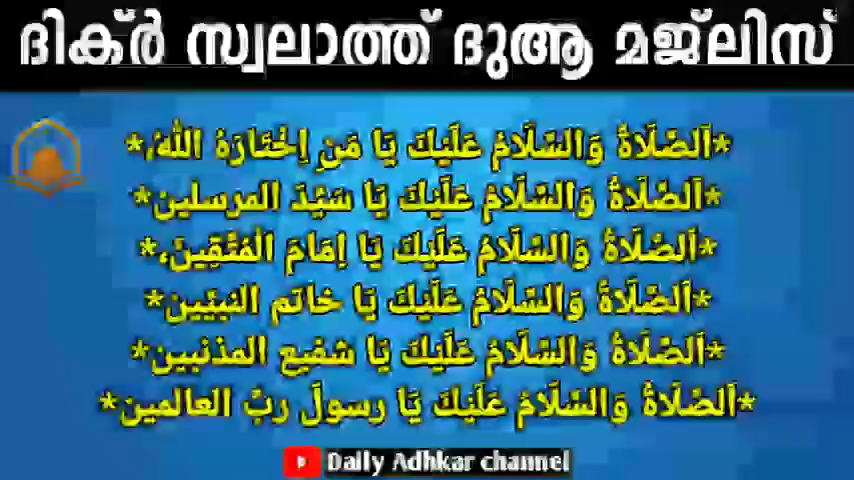 ദിക്ർ സ്വലാത്ത് ദുആ മജ്‌ലിസ്
*اَلصَّلَاةُ وَالسَّلَامُ عَلَيْكَ يَا مَنِ اِخْتَارَهُ اللهُ،*
*اَلصَّلَاةُ وَالسَّلَامُ عَلَيْكَ يَا سَيِّدَ المرسلين*
*اَلصَّلَاةُ وَالسَّلَامُ عَلَيْكَ يَا اِمَامَ الْمُتَّقِينَ،*
*اَلصَّلَاةُ وَالسَّلَامُ عَلَيْكَ يَا خاتم النبيّين*
*اَلصَّلَاةُ وَالسَّلَامُ عَلَيْكَ يَا شفيع المذنبين*
*اَلصَّلَاةُ وَالسَّلَامُ عَلَيْكَ يَا رسولَ ربِّ العالمين*
Daily Adhkar channel